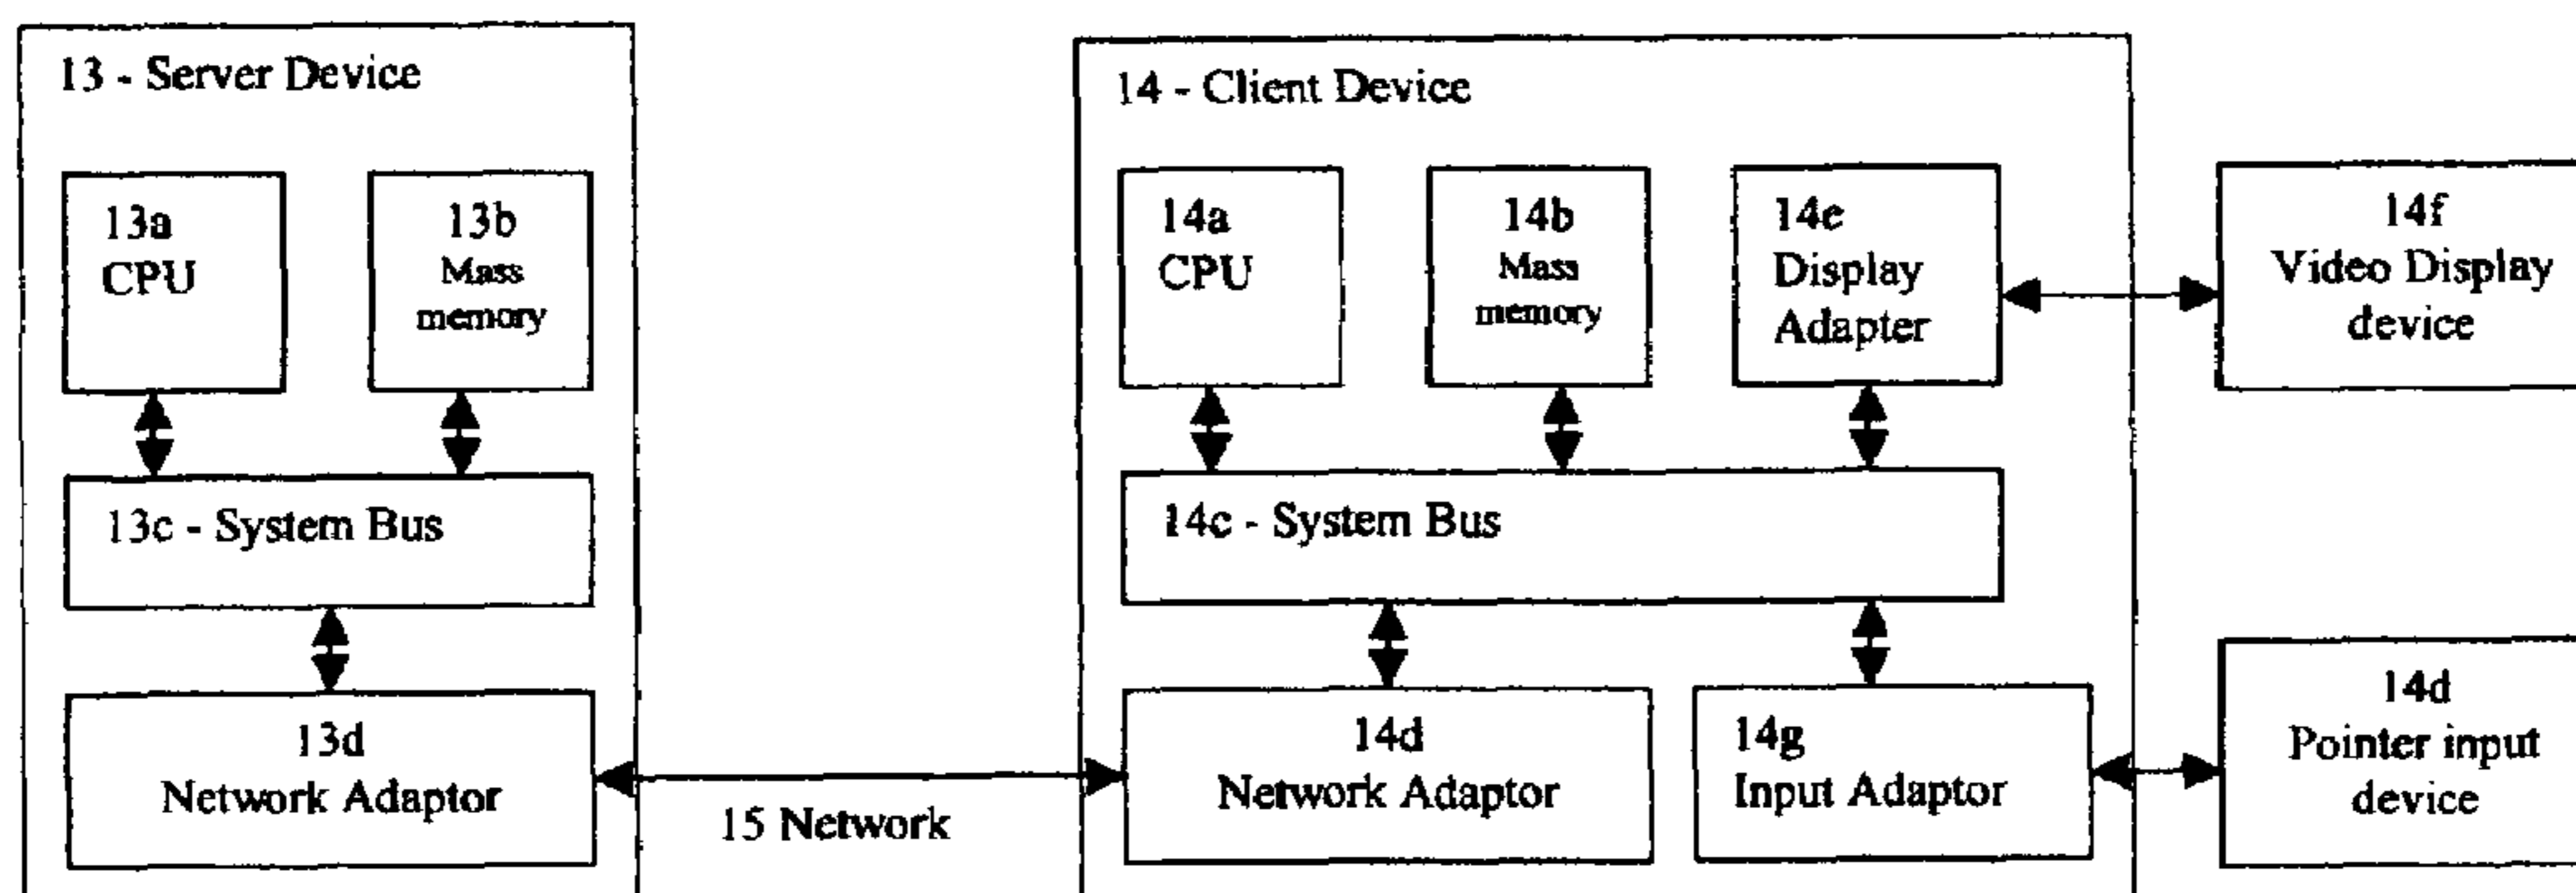 13 - Server Device
13a
CPU
13b
Mass
memory
13c - System Bus
13d
Network Adaptor
15 Network
14 - Client Device
14a
CPU
14b
Mass
memory
14e
Display
Adapter
14c - System Bus
14d
Network Adaptor
14g
Input Adaptor
14f
Video Display
device
14d
Pointer input
device